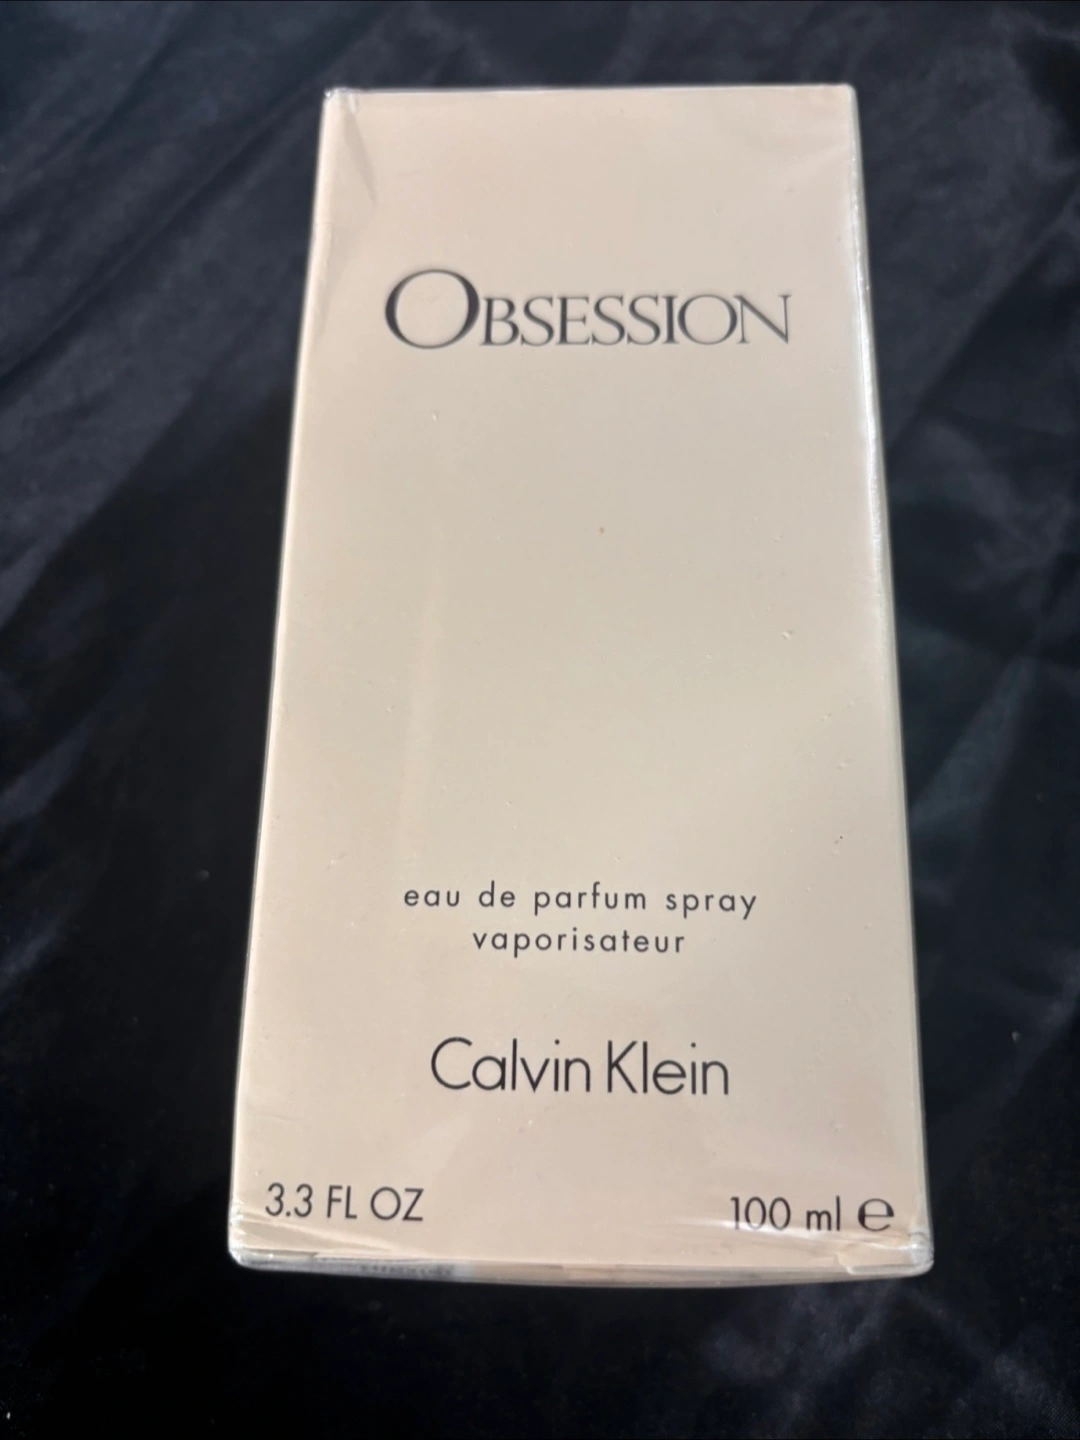 OBSESSION
eau de parfum spray
vaporisateur
Calvin Klein
3.3 FL OZ 100 ml ℮